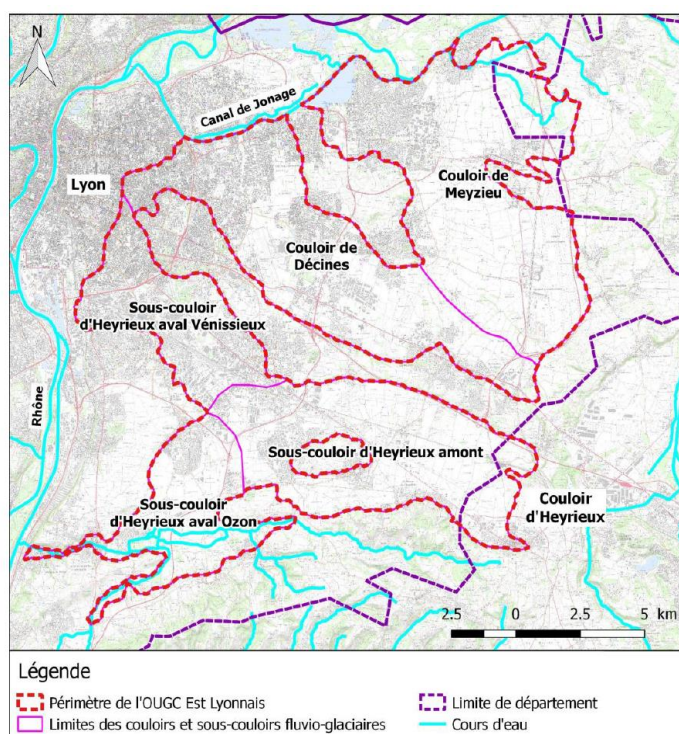 N
Canal de Jonage
Lyon
Couloir de
Meyzieu
Couloir de
Décines
Sous-couloir
d'Heyrieux aval Vénissieux
Rhône
Sous-couloir d'Heyrieux amont
Sous-couloir
d'Heyrieux aval Ozon
Couloir
d'Heyrieux
2.5 0 2.5 5 km
Légende
Périmètre de l'OUGC Est Lyonnais
Limite de département
Limites des couloirs et sous-couloirs fluvio-glaciaires
Cours d'eau